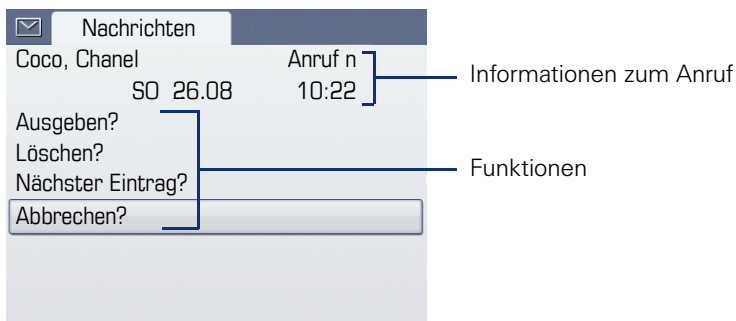 Nachrichten
Coco, Chanel Anruf n
SO 26.08 10:22
Informationen zum Anruf
Ausgeben?
Löschen?
Nächster Eintrag?
Abbrechen?
Funktionen